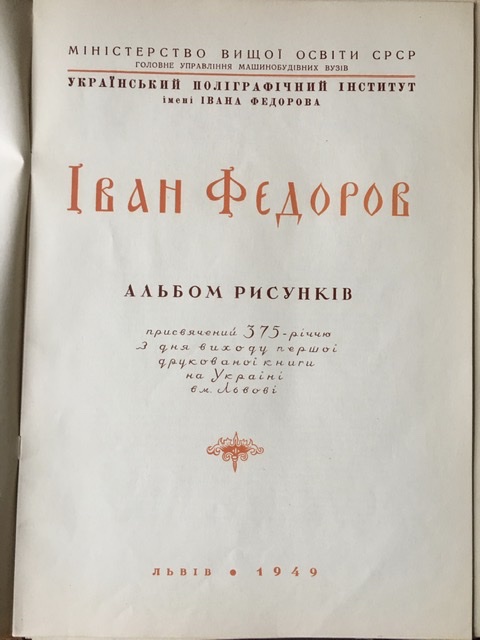 МІНІСТЕРСТВО ВИЩОЇ ОСВІТИ СРСР
ГОЛОВНЕ УПРАВЛІННЯ МАШИНОБУДІВНИХ ВУЗІВ
УКРАЇНСЬКИЙ ПОЛІГРАФІЧНИЙ ІНСТИТУТ
імені ІВАНА ФЕДОРОВА
ІВАН ФЕДОРОВ
АЛЬБОМ РИСУНКІВ
присвячений 375-річчю
З дня виходу першої
друкованої книги
на Україні
в м. Львові
ЛЬВІВ • 1949